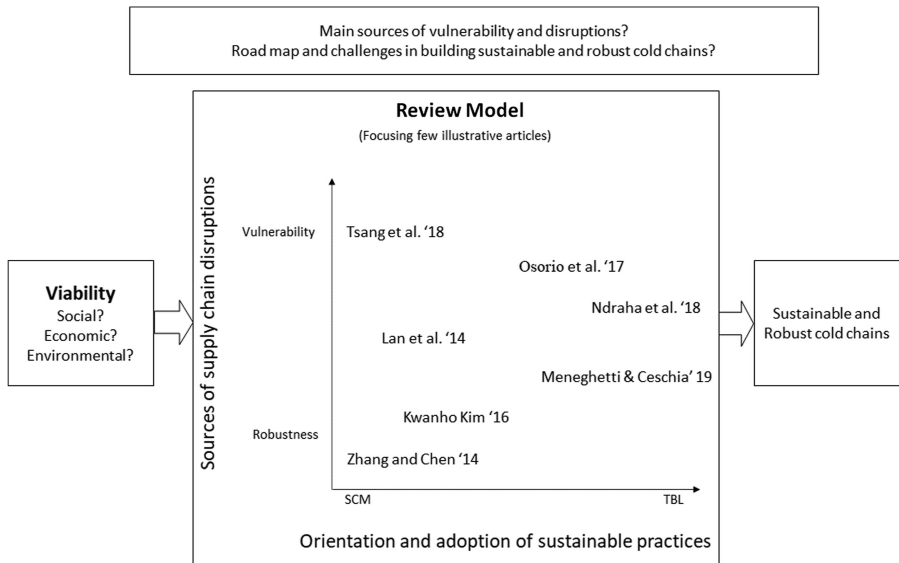 Main sources of vulnerability and disruptions?
Road map and challenges in building sustainable and robust cold chains?
Review Model
(Focusing few illustrative articles)
Sources of supply chain disruptions
Vulnerability
Tsang et al. ‘18
Osorio et al. ‘17
Ndraha et al. ‘18
Lan et al. ‘14
Meneghetti & Ceschia’ 19
Kwanho Kim ‘16
Robustness
Zhang and Chen ‘14
SCM
TBL
Orientation and adoption of sustainable practices
Viability
Social?
Economic?
Environmental?
Sustainable and
Robust cold chains